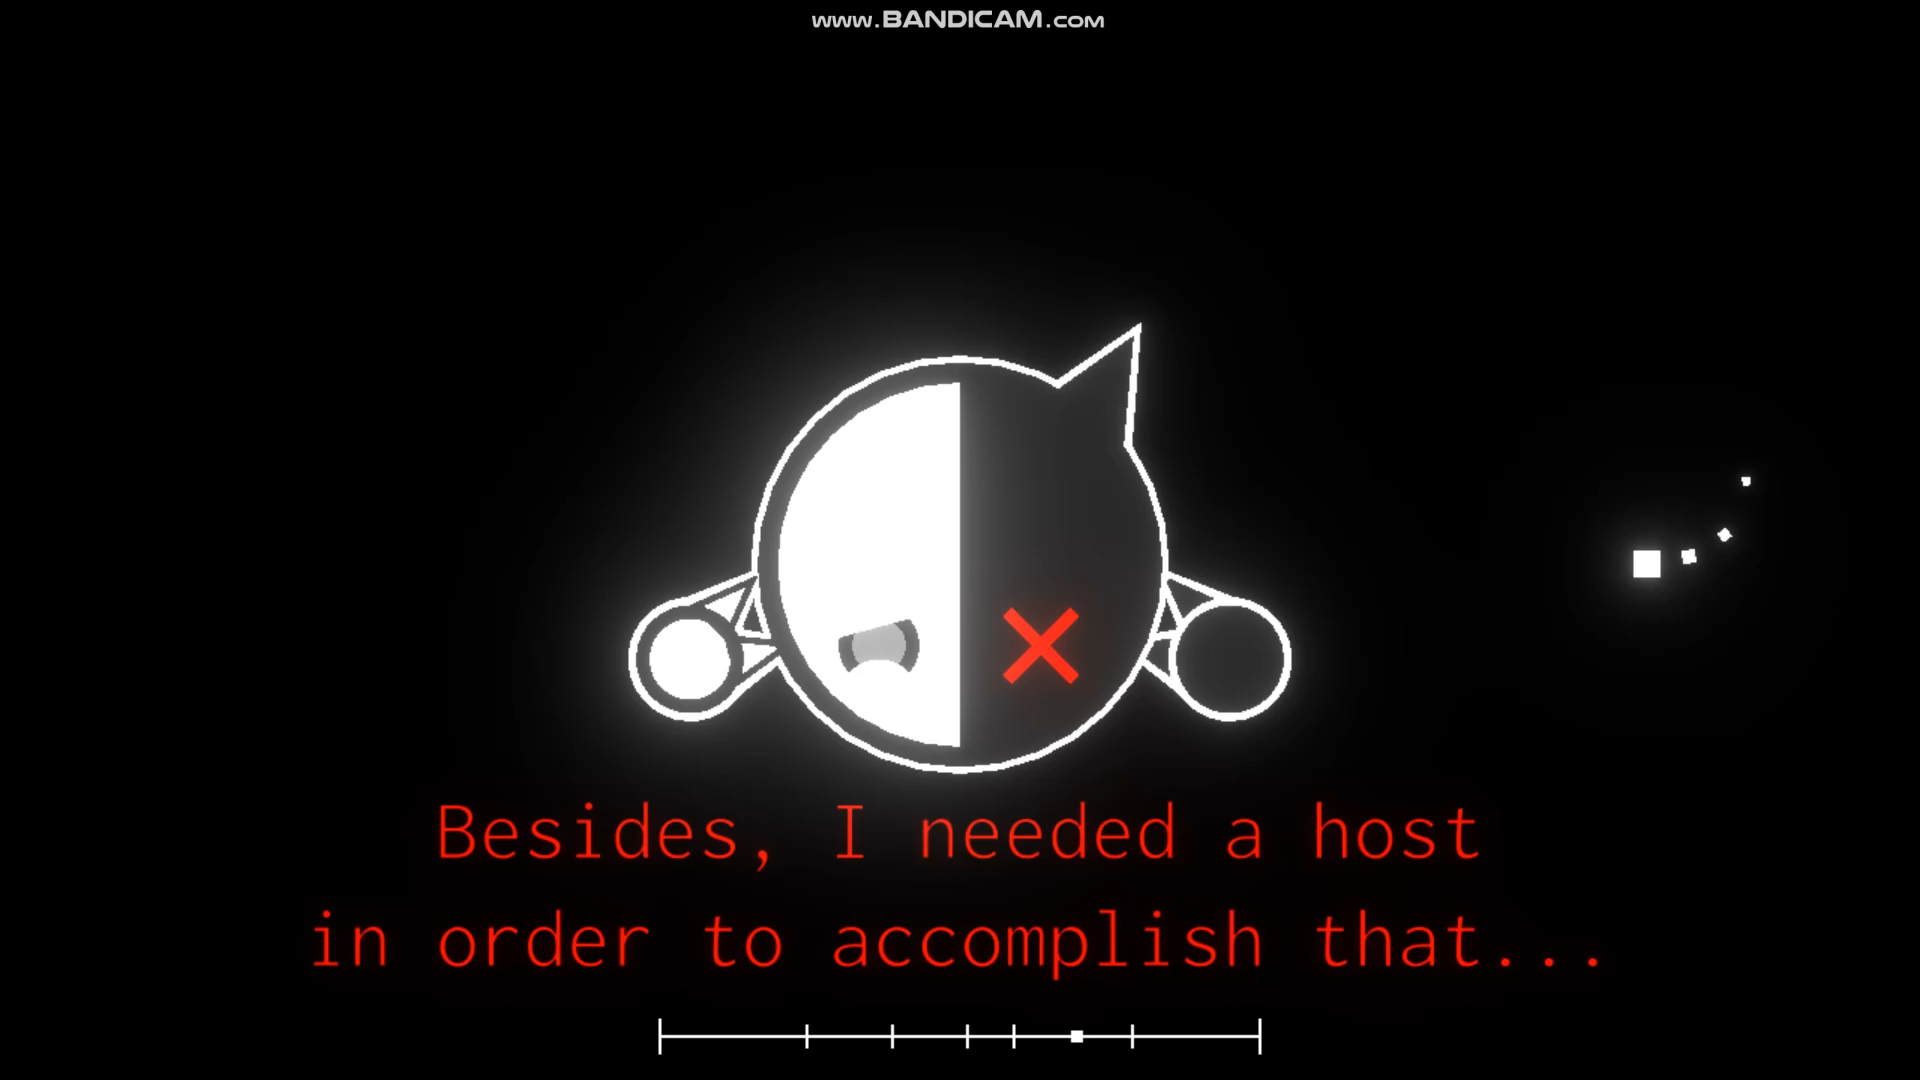 www.BANDICAM.com
Besides, I needed a host
in order to accomplish that...